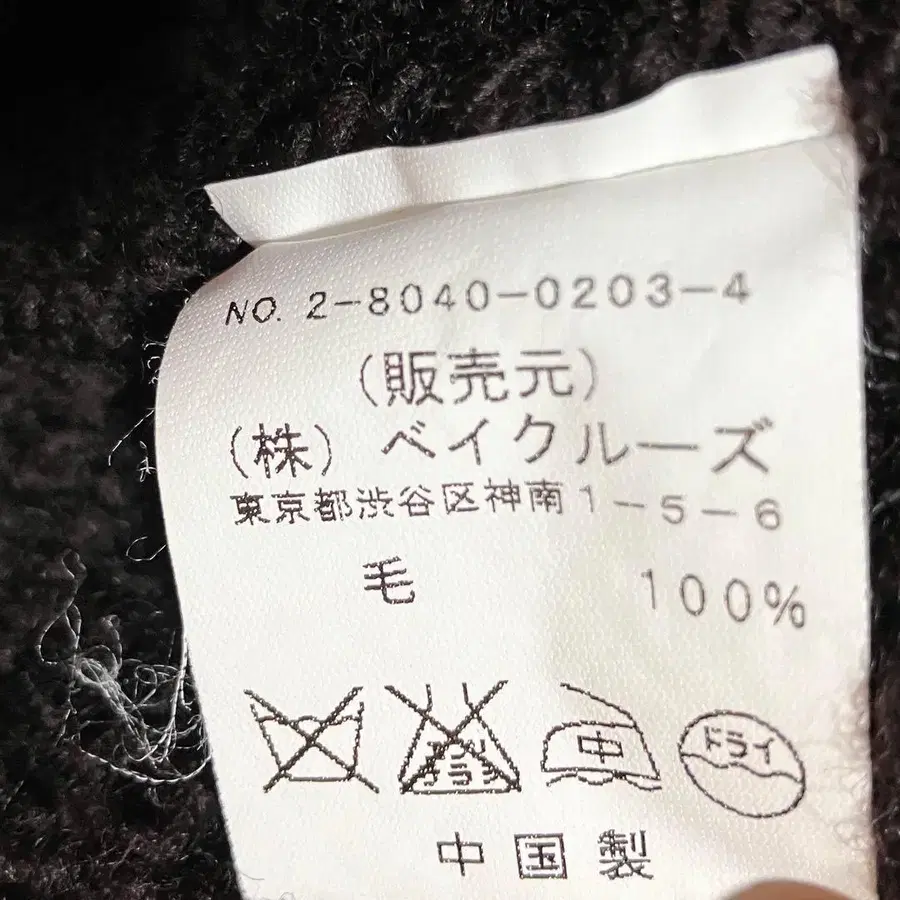 NO. 2-8040-0203-4
(販売元)
(株) ベイクルーズ
東京都渋谷区神南1-5-6
毛 100%
中 ドライ
中国製